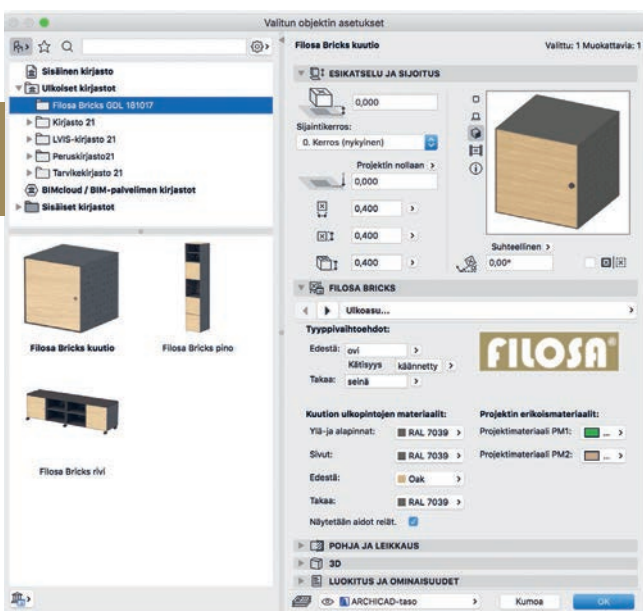 Valitun objektin asetukset
Sisäinen kirjasto
Ulkoiset kirjastot
Filosa Bricks GDL 181017
Kirjasto 21
LVIS-kirjasto 21
Peruskirjasto21
Tarvikekirjasto 21
BIMcloud / BIM-palvelimen kirjastot
Sisäiset kirjastot
Filosa Bricks kuutio
Filosa Bricks pino
Filosa Bricks rivi
Filosa Bricks kuutio
Valittu: 1 Muokattavia: 1
ESIKATSELU JA SIJOITUS
0,000
Sijaintikerros:
0. Kerros (nykyinen)
Projektin nollaan
0,000
0,400
0,400
0,400
Suhteellinen
0,00°
FILOSA BRICKS
Ulkoasu...
Tyyppivaihtoehdot:
Edestä: ovi
Kätisyys käännetty
Takaa: seinä
FILOSA®
Kuution ulkopintojen materiaalit:
Ylä-ja alapinnat: RAL 7039
Sivut: RAL 7039
Edestä: Oak
Takaa: RAL 7039
Näytetään aidot reiät.
Projektin erikoismateriaalit:
Projektimateriaali PM1: ...
Projektimateriaali PM2: ...
POHJA JA LEIKKAUS
3D
LUOKITUS JA OMINAISUUDET
ARCHICAD-taso
Kumoa
OK